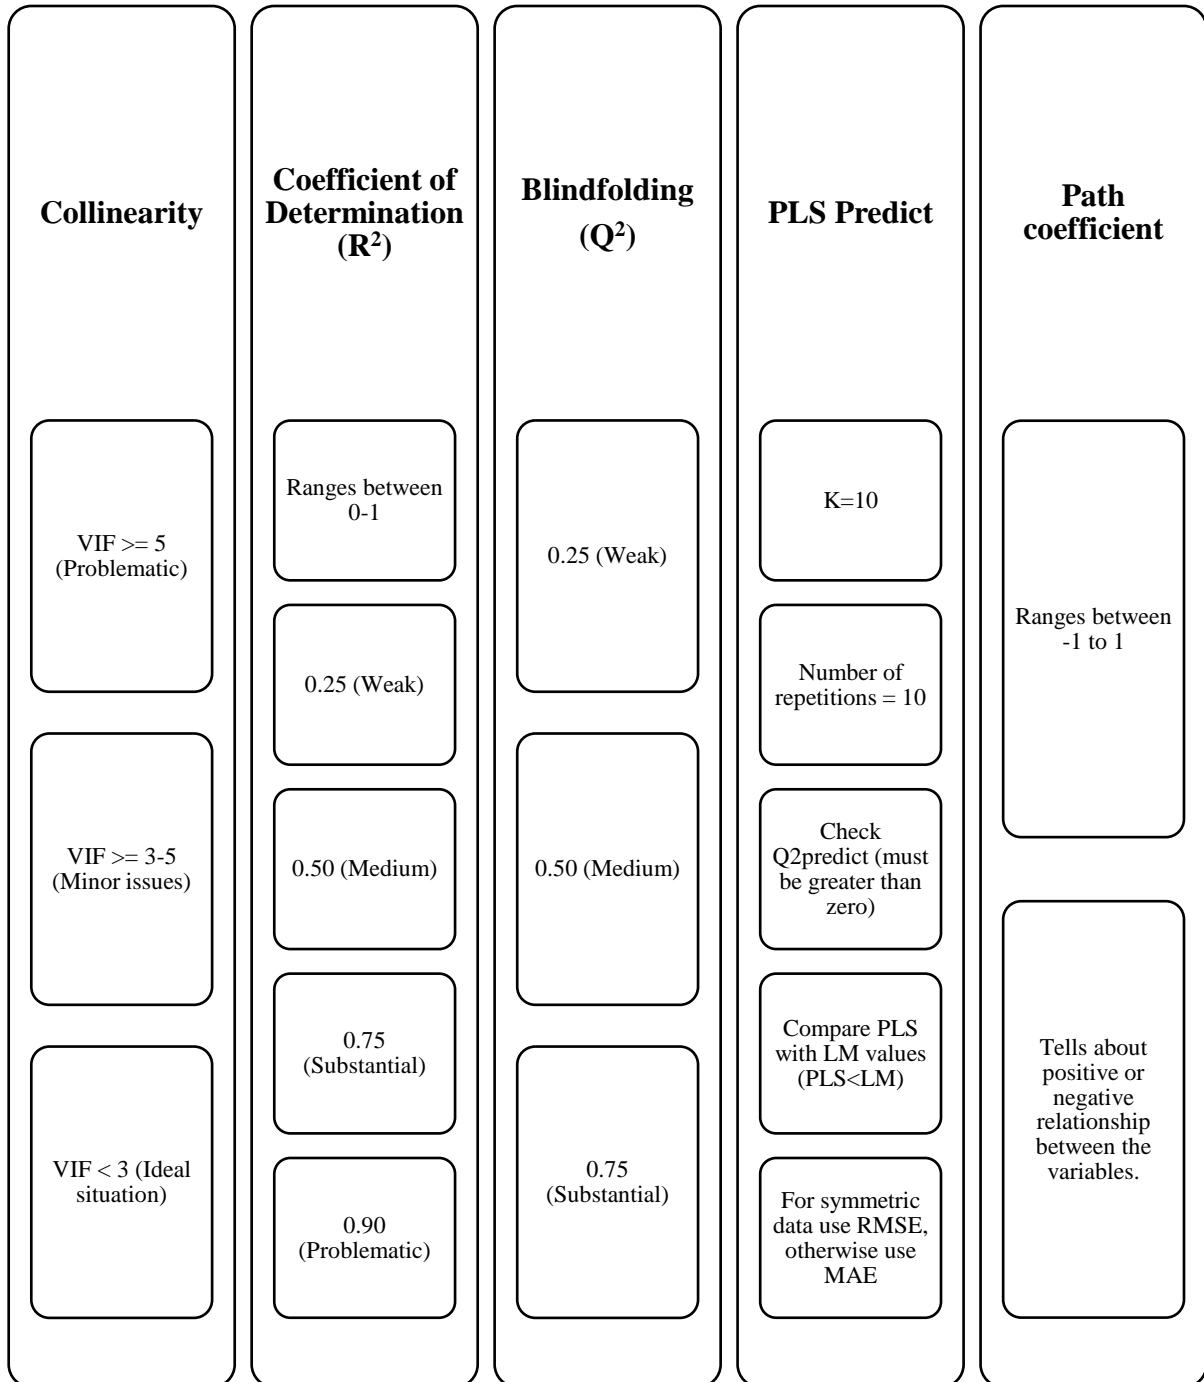 Collinearity
VIF >= 5
(Problematic)
VIF >= 3-5
(Minor issues)
VIF < 3 (Ideal
situation)
Coefficient of
Determination
(R²)
Ranges between
0-1
0.25 (Weak)
0.50 (Medium)
0.75
(Substantial)
0.90
(Problematic)
Blindfolding
(Q²)
0.25 (Weak)
0.50 (Medium)
0.75
(Substantial)
PLS Predict
K=10
Number of
repetitions = 10
Check
Q2predict (must
be greater than
zero)
Compare PLS
with LM values
(PLS<LM)
For symmetric
data use RMSE,
otherwise use
MAE
Path
coefficient
Ranges between
-1 to 1
Tells about
positive or
negative
relationship
between the
variables.